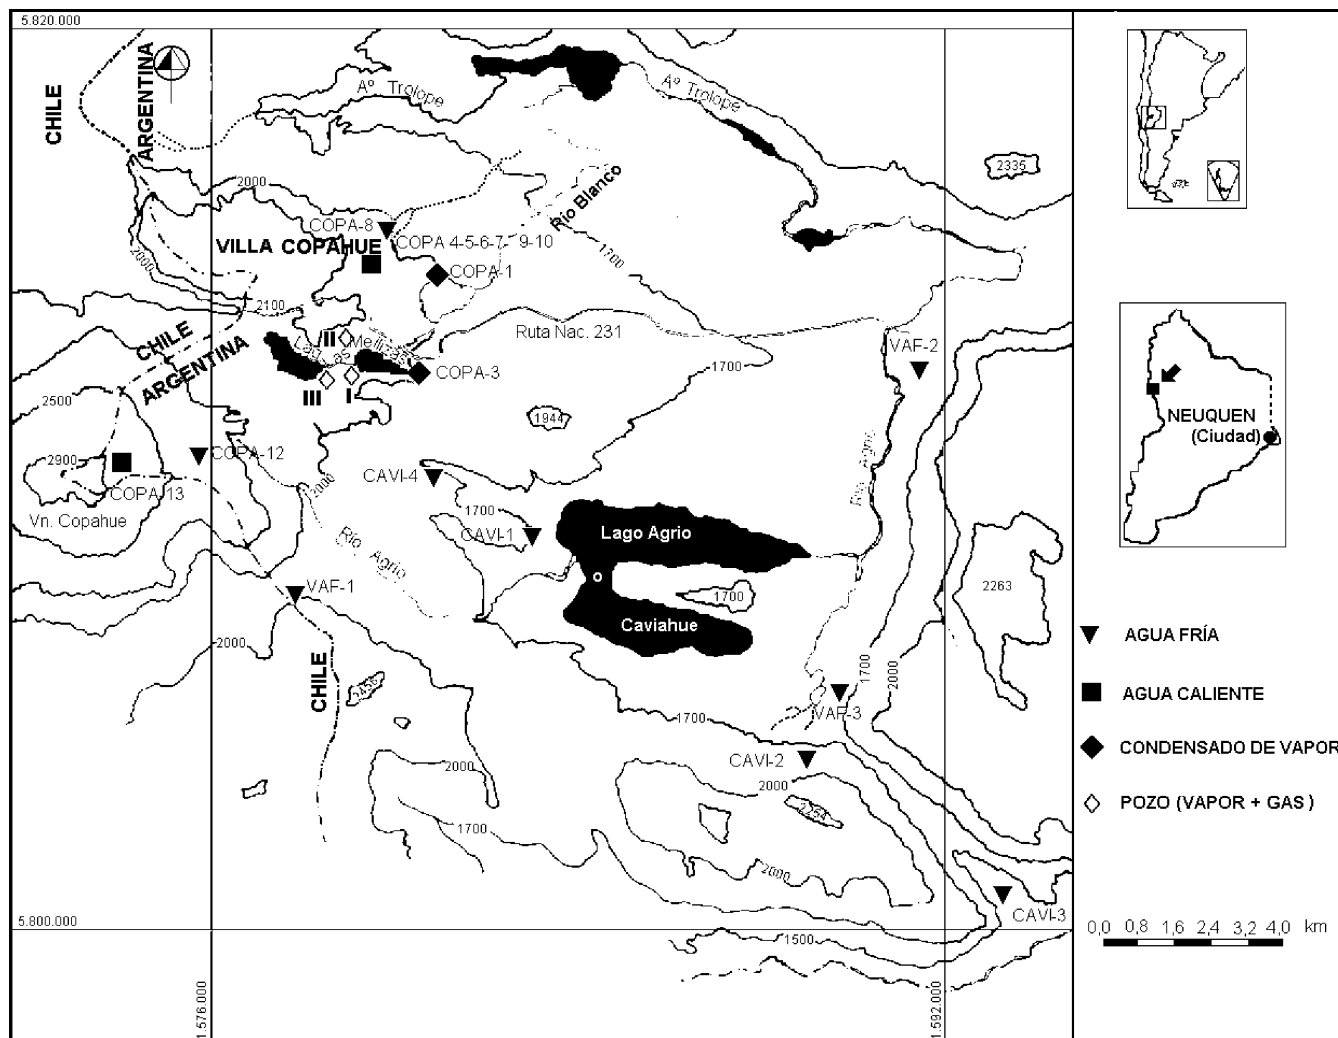 5.820.000
CHILE
ARGENTINA
Aº Trolope
Aº Trolope
2335
2000
Río Blanco
COPA-8
VILLA COPAHUE
COPA 4-5-6-7 9-10
2000
1700
COPA-1
2100
CHILE
ARGENTINA
II
Mellizas
Ruta Nac. 231
VAF-2
1700
COPA-3
III
I
2500
1944
2900
COPA-12
COPA-13
Vn. Copahue
2000
CAVI-4
1700
CAVI-1
Río Agrio
Río Agrio
Lago Agrio
o
2263
VAF-1
1700
Caviahue
2000
CHILE
2456
1700
2000
1700
VAF-3
CAVI-2
2000
2000
2254
1700
2000
CAVI-3
5.800.000
1500
1.576.000
1.592.000
NEUQUEN
(Ciudad)
AGUA FRÍA
AGUA CALIENTE
CONDENSADO DE VAPOR
POZO (VAPOR + GAS )
0,0 0,8 1,6 2,4 3,2 4,0 km